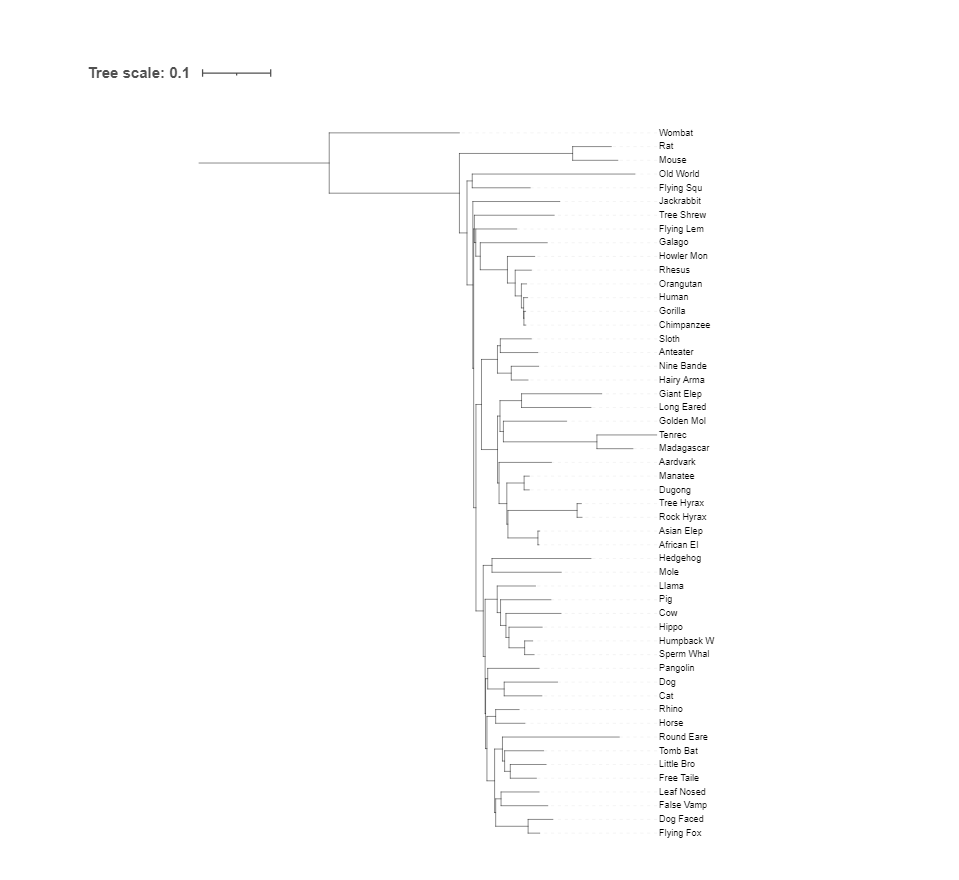 Tree scale: 0.1
Wombat
Rat
Mouse
Old World
Flying Squ
Jackrabbit
Tree Shrew
Flying Lem
Galago
Howler Mon
Rhesus
Orangutan
Human
Gorilla
Chimpanzee
Sloth
Anteater
Nine Bande
Hairy Arma
Giant Elep
Long Eared
Golden Mol
Tenrec
Madagascar
Aardvark
Manatee
Dugong
Tree Hyrax
Rock Hyrax
Asian Elep
African El
Hedgehog
Mole
Llama
Pig
Cow
Hippo
Humpback W
Sperm Whal
Pangolin
Dog
Cat
Rhino
Horse
Round Eare
Tomb Bat
Little Bro
Free Taile
Leaf Nosed
False Vamp
Dog Faced
Flying Fox